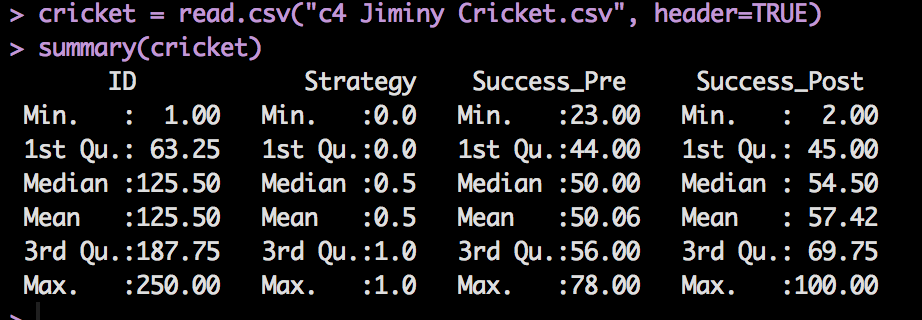 > cricket = read.csv("c4 Jiminy Cricket.csv", header=TRUE)
> summary(cricket)
       ID            Strategy    Success_Pre     Success_Post
 Min.   :  1.00   Min.   :0.0   Min.   :23.00   Min.   :  2.00
 1st Qu.: 63.25   1st Qu.:0.0   1st Qu.:44.00   1st Qu.: 45.00
 Median :125.50   Median :0.5   Median :50.00   Median : 54.50
 Mean   :125.50   Mean   :0.5   Mean   :50.06   Mean   : 57.42
 3rd Qu.:187.75   3rd Qu.:1.0   3rd Qu.:56.00   3rd Qu.: 69.75
 Max.   :250.00   Max.   :1.0   Max.   :78.00   Max.   :100.00
>